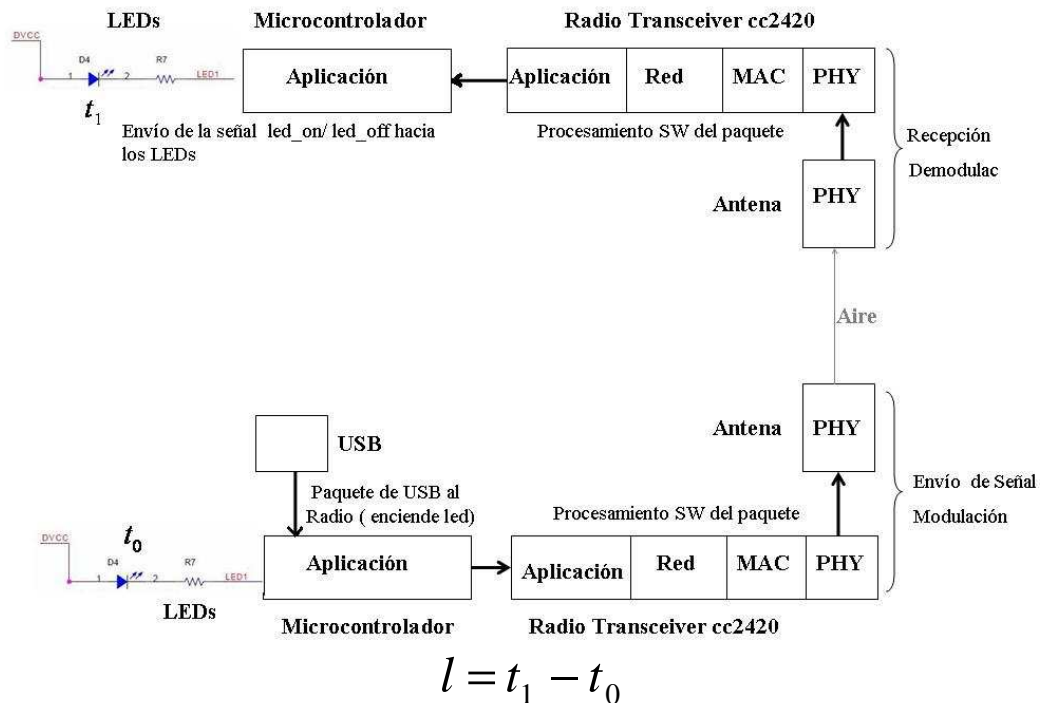 LEDs
Microcontrolador
Radio Transceiver cc2420
DVCC
D4
R7
1
2
LED1
t1
Aplicación
Aplicación
Red
MAC
PHY
Envío de la señal led_on/ led_off hacia
los LEDs
Procesamiento SW del paquete
Recepción
Demodulac
Antena
PHY
Aire
Antena
PHY
USB
Paquete de USB al
Radio ( enciende led)
Procesamiento SW del paquete
Envío de Señal
Modulación
DVCC
t0
D4
R7
1
2
LED1
LEDs
Aplicación
Aplicación
Red
MAC
PHY
Microcontrolador
Radio Transceiver cc2420
l = t1 − t0